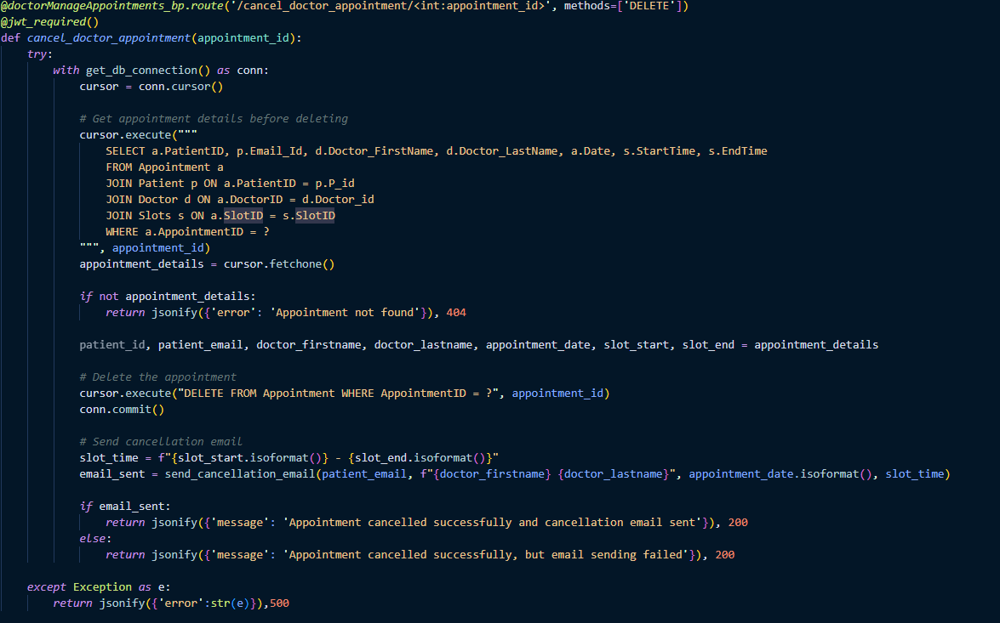 @doctorManageAppointments_bp.route('/cancel_doctor_appointment/<int:appointment_id>', methods=['DELETE'])
@jwt_required()
def cancel_doctor_appointment(appointment_id):
    try:
        with get_db_connection() as conn:
            cursor = conn.cursor()

            # Get appointment details before deleting
            cursor.execute("""
                SELECT a.PatientID, p.Email_Id, d.Doctor_FirstName, d.Doctor_LastName, a.Date, s.StartTime, s.EndTime
                FROM Appointment a
                JOIN Patient p ON a.PatientID = p.P_id
                JOIN Doctor d ON a.DoctorID = d.Doctor_id
                JOIN Slots s ON a.SlotID = s.SlotID
                WHERE a.AppointmentID = ?
            """, appointment_id)
            appointment_details = cursor.fetchone()

            if not appointment_details:
                return jsonify({'error': 'Appointment not found'}), 404

            patient_id, patient_email, doctor_firstname, doctor_lastname, appointment_date, slot_start, slot_end = appointment_details

            # Delete the appointment
            cursor.execute("DELETE FROM Appointment WHERE AppointmentID = ?", appointment_id)
            conn.commit()

            # Send cancellation email
            slot_time = f"{slot_start.isoformat()} - {slot_end.isoformat()}"
            email_sent = send_cancellation_email(patient_email, f"{doctor_firstname} {doctor_lastname}", appointment_date.isoformat(), slot_time)

            if email_sent:
                return jsonify({'message': 'Appointment cancelled successfully and cancellation email sent'}), 200
            else:
                return jsonify({'message': 'Appointment cancelled successfully, but email sending failed'}), 200

    except Exception as e:
        return jsonify({'error':str(e)}),500